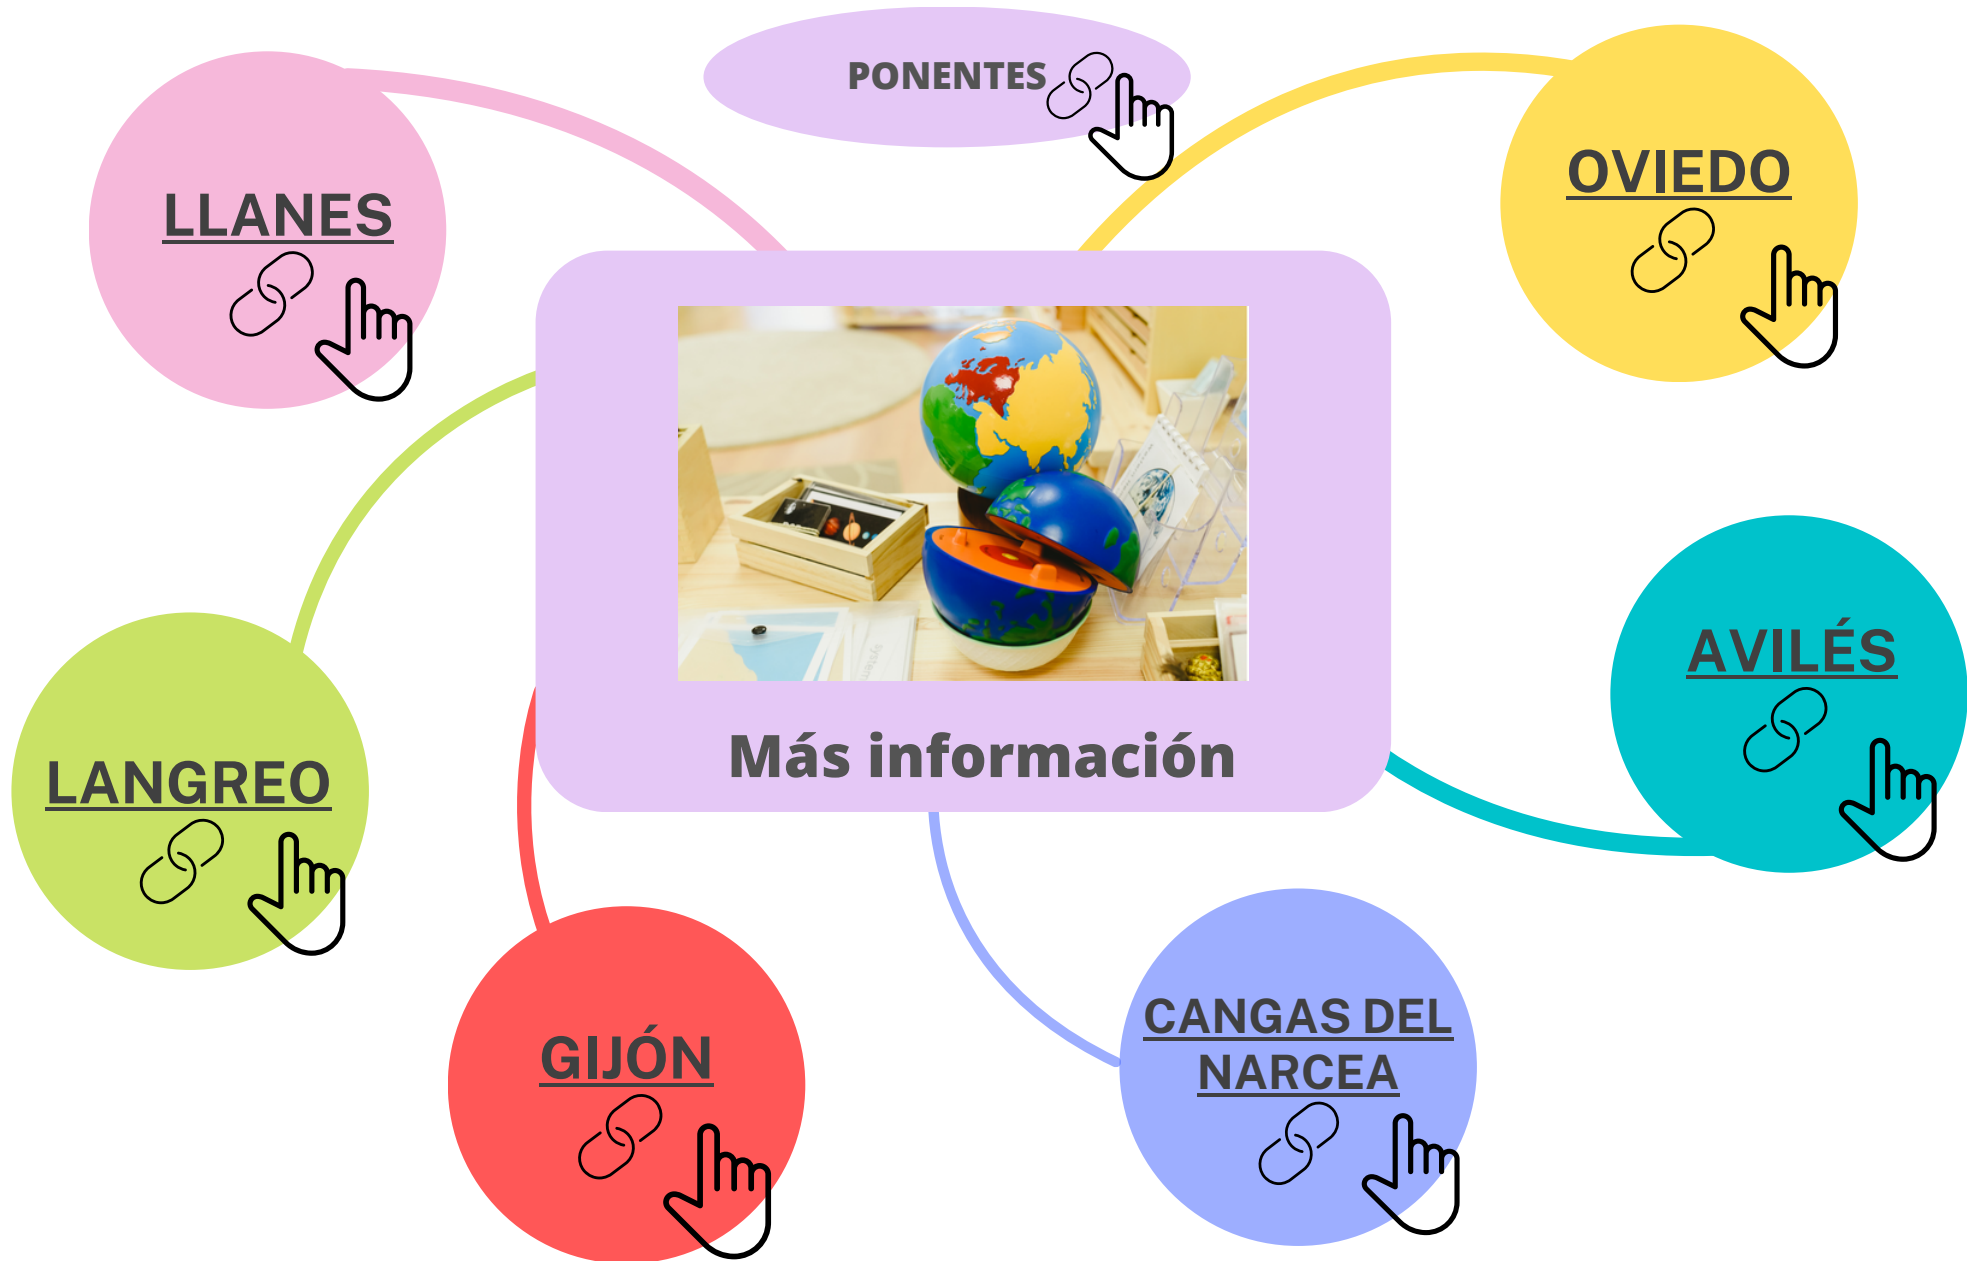 PONENTES
LLANES
OVIEDO
AVILÉS
Más información
LANGREO
GIJÓN
CANGAS DEL
NARCEA